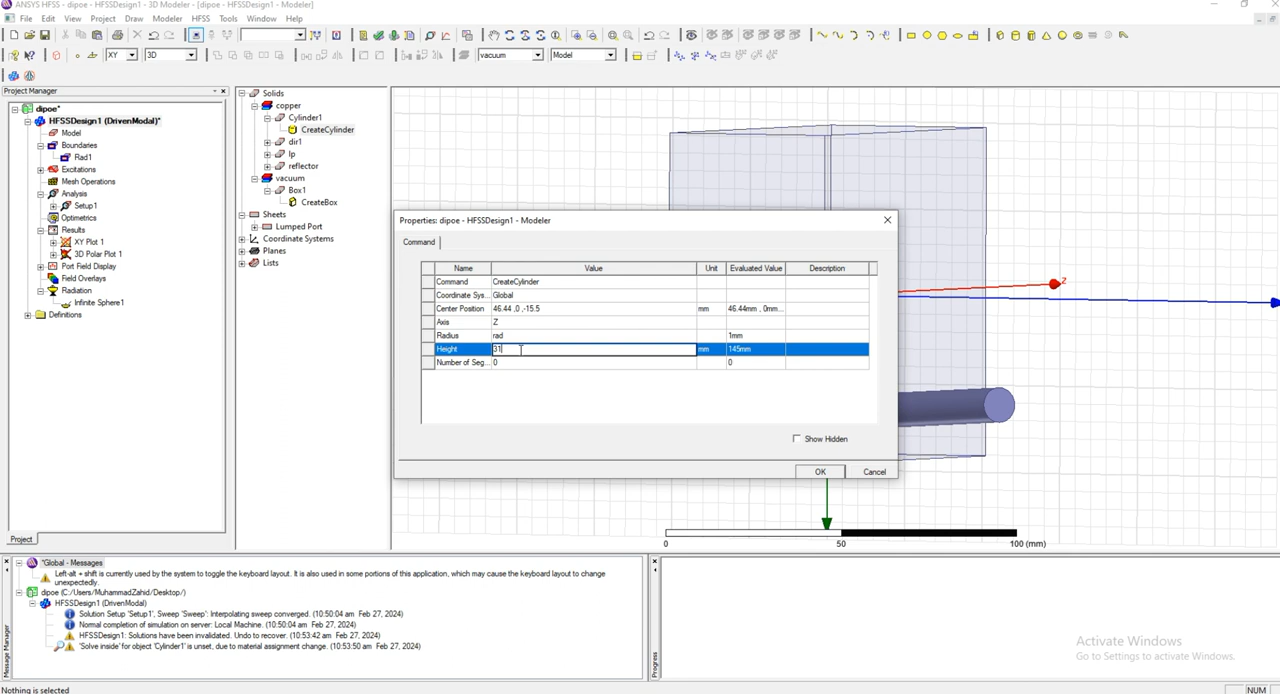 ANSYS HFSS - dipoe - HFSSDesign1 - 3D Modeler - [dipoe - HFSSDesign1 - Modeler]
File Edit View Project Draw Modeler HFSS Tools Window Help
XY 3D vacuum Model
Project Manager
dipoe*
HFSSDesign1 (DrivenModal)*
Model
Boundaries
Rad1
Excitations
Mesh Operations
Analysis
Setup1
Optimetrics
Results
XY Plot 1
3D Polar Plot 1
Port Field Display
Field Overlays
Radiation
Infinite Sphere1
Definitions
Project
Solids
copper
Cylinder1
CreateCylinder
dir1
lp
reflector
vacuum
Box1
CreateBox
Sheets
Lumped Port
Coordinate Systems
Planes
Lists
Properties: dipoe - HFSSDesign1 - Modeler
Command
Name Value Unit Evaluated Value Description
Command CreateCylinder
Coordinate Sys... Global
Center Position 46.44 ,0 ,-15.5 mm 46.44mm , 0mm...
Axis Z
Radius rad 1mm
Height 31 mm 145mm
Number of Seg... 0 0
Show Hidden
OK Cancel
Z
0 50 100 (mm)
*Global - Messages
Left-alt + shift is currently used by the system to toggle the keyboard layout. It is also used in some portions of this application, which may cause the keyboard layout to change
unexpectedly.
dipoe (C:/Users/MuhammadZahid/Desktop/)
HFSSDesign1 (DrivenModal)
Solution Setup 'Setup1', Sweep 'Sweep': Interpolating sweep converged. (10:50:04 am Feb 27, 2024)
Normal completion of simulation on server: Local Machine. (10:50:04 am Feb 27, 2024)
HFSSDesign1: Solutions have been invalidated. Undo to recover. (10:53:42 am Feb 27, 2024)
'Solve inside' for object 'Cylinder1' is unset, due to material assignment change. (10:53:50 am Feb 27, 2024)
Message Manager
Progress
Activate Windows
Go to Settings to activate Windows.
Nothing is selected
NUM